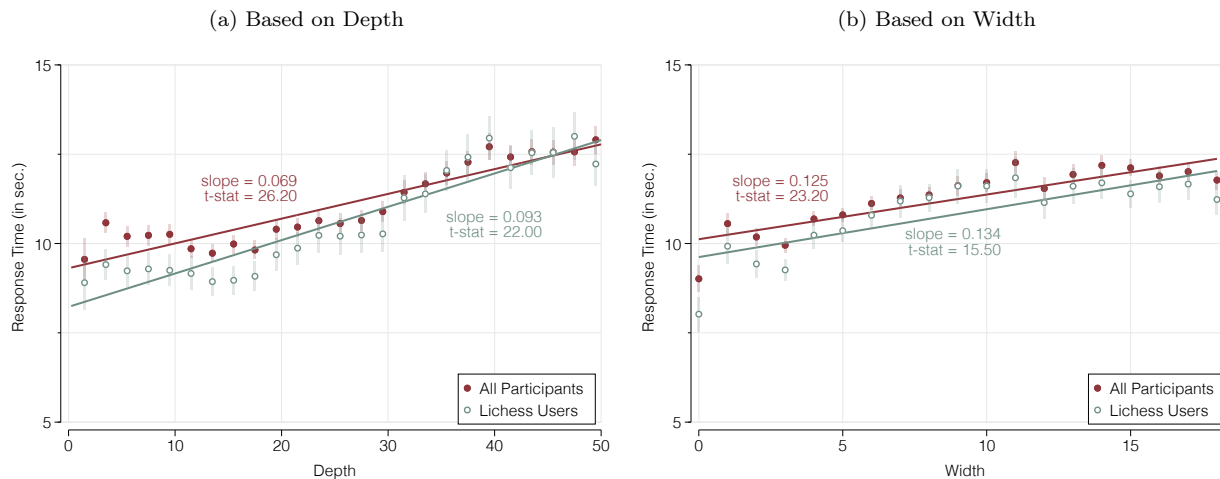 (a) Based on Depth
15
10
5
Response Time (in sec.)
slope = 0.069
t-stat = 26.20
slope = 0.093
t-stat = 22.00
All Participants
Lichess Users
0
10
20
30
40
50
Depth
(b) Based on Width
15
10
5
Response Time (in sec.)
slope = 0.125
t-stat = 23.20
slope = 0.134
t-stat = 15.50
All Participants
Lichess Users
0
5
10
15
Width